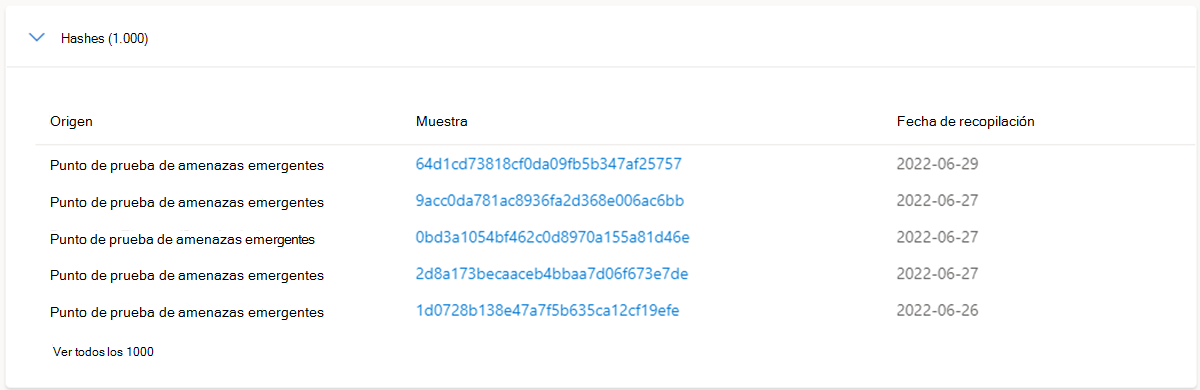 Hashes (1.000)
Origen Muestra Fecha de recopilación
Punto de prueba de amenazas emergentes 64d1cd73818cf0da09fb5b347af25757 2022-06-29
Punto de prueba de amenazas emergentes 9acc0da781ac8936fa2d368e006ac6bb 2022-06-27
Punto de prueba de amenazas emergentes 0bd3a1054bf462c0d8970a155a81d46e 2022-06-27
Punto de prueba de amenazas emergentes 2d8a173becaaceb4bbaa7d06f673e7de 2022-06-27
Punto de prueba de amenazas emergentes 1d0728b138e47a7f5b635ca12cf19efe 2022-06-26
Ver todos los 1000